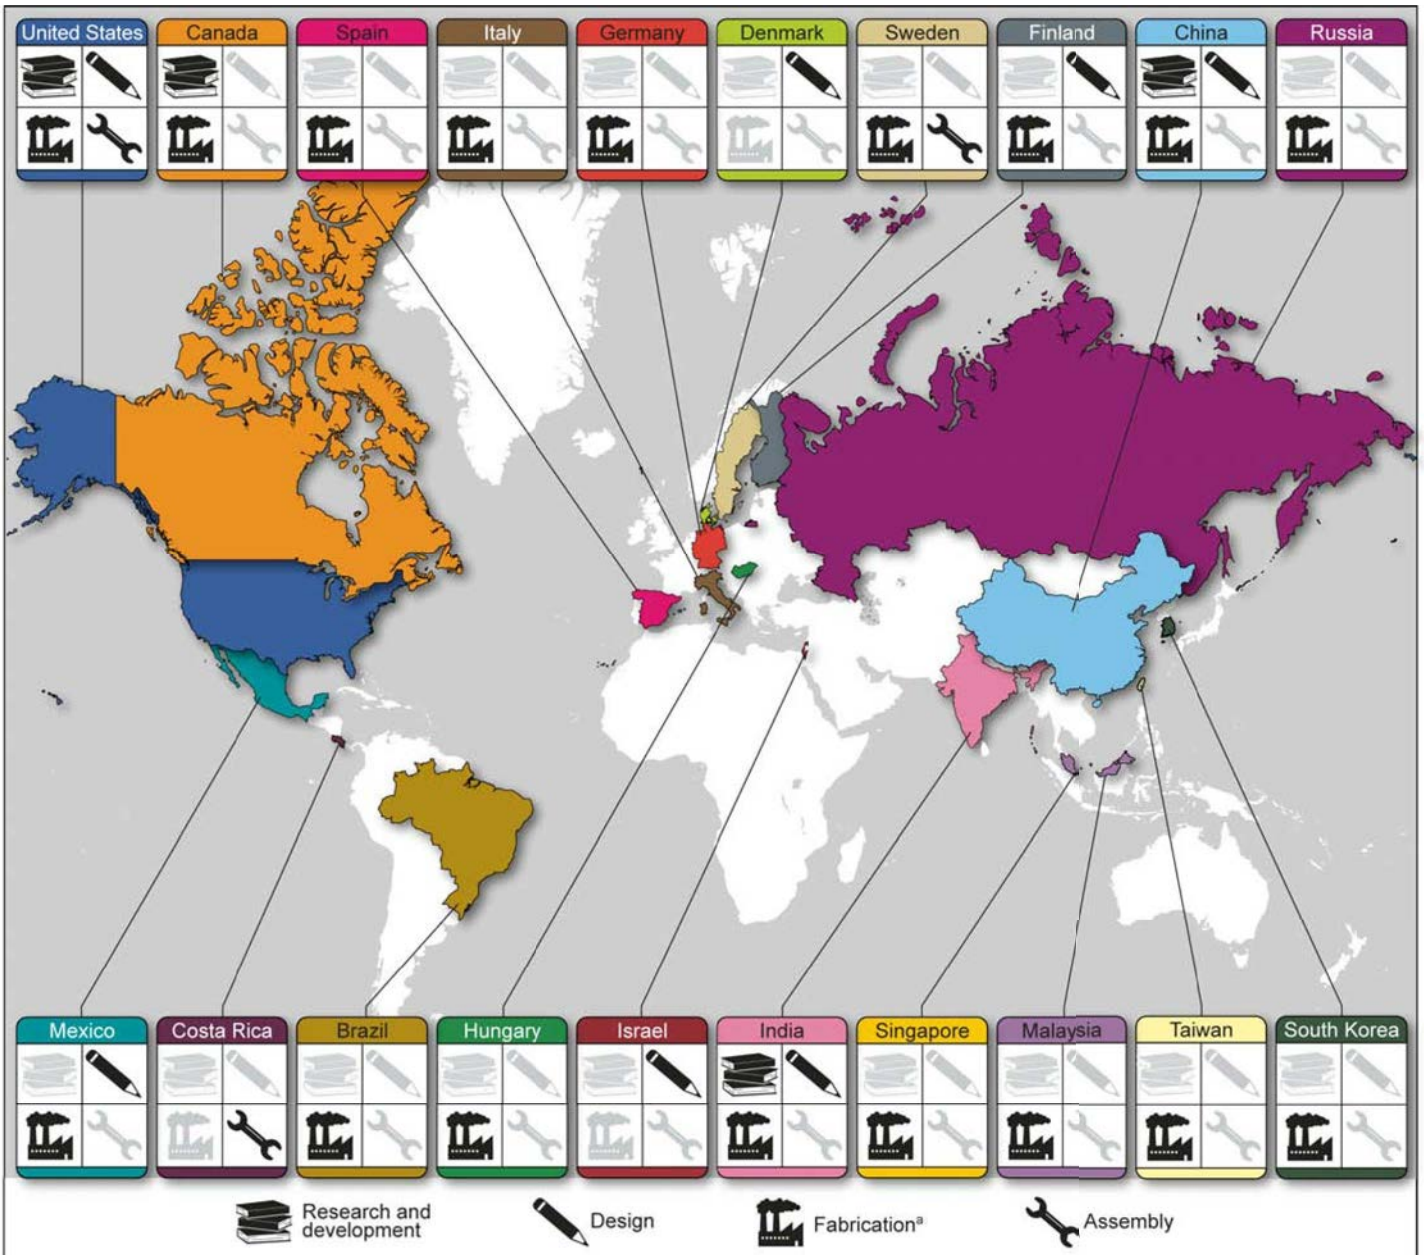 United States
Canada
Spain
Italy
Germany
Denmark
Sweden
Finland
China
Russia
Mexico
Costa Rica
Brazil
Hungary
Israel
India
Singapore
Malaysia
Taiwan
South Korea
Research and
development
Design
Fabricationᵃ
Assembly